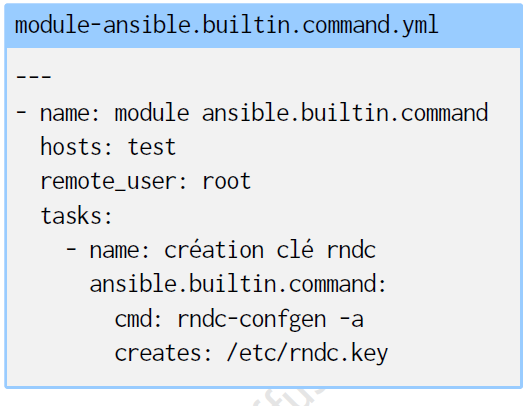 module-ansible.builtin.command.yml
---
- name: module ansible.builtin.command
  hosts: test
  remote_user: root
  tasks:
    - name: création clé rndc
      ansible.builtin.command:
        cmd: rndc-confgen -a
        creates: /etc/rndc.key